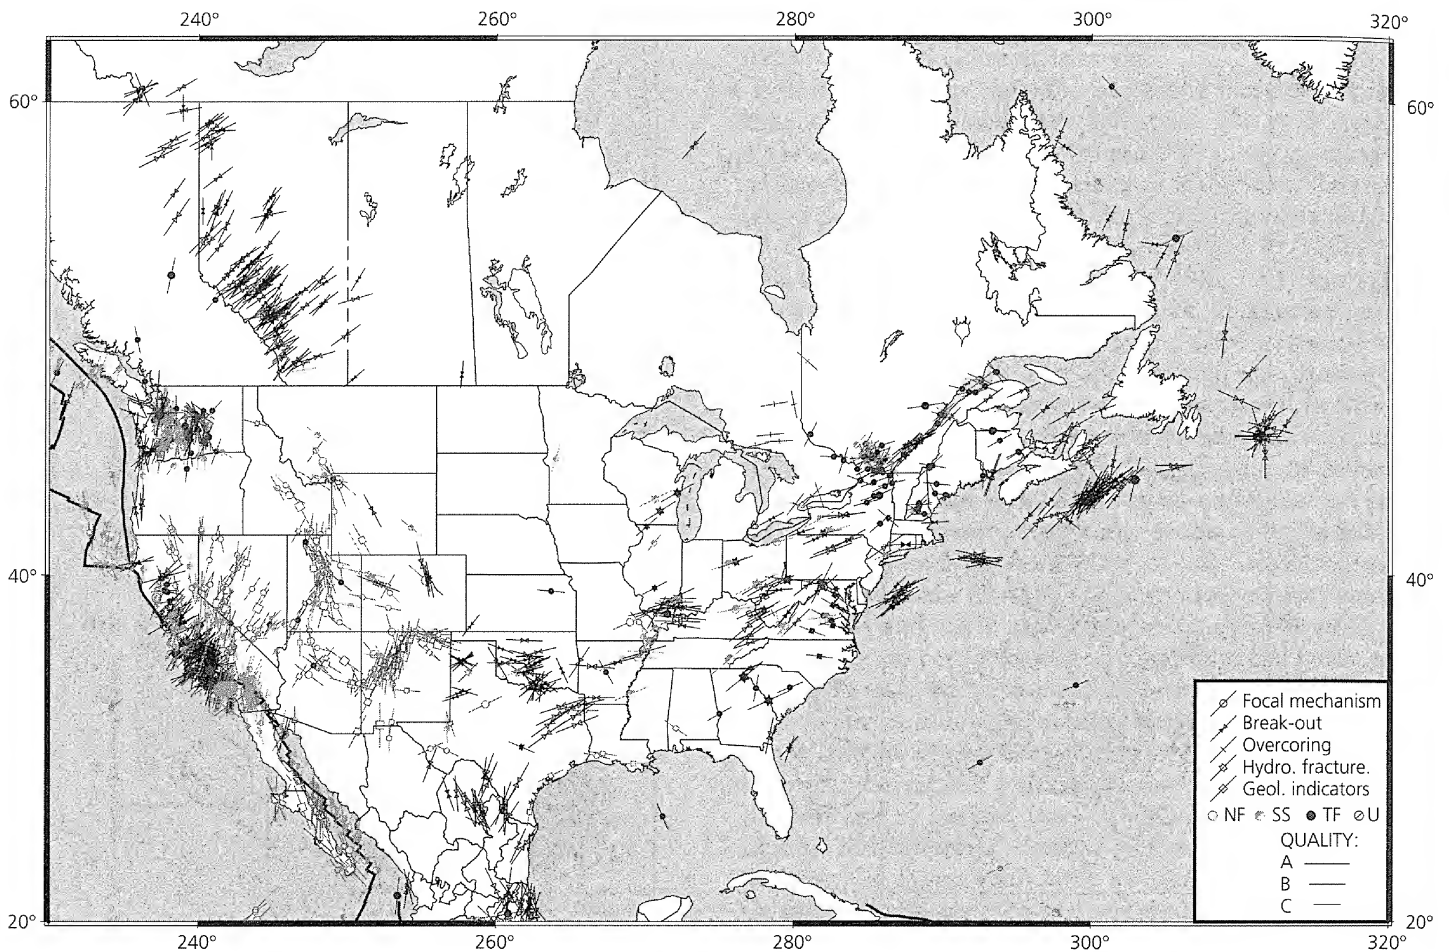 240° 260° 280° 300° 320°
60° 60°
40° 40°
Focal mechanism
Break-out
Overcoring
Hydro. fracture.
Geol. indicators
NF SS TF U
QUALITY:
A
B
C
20° 20°
240° 260° 280° 300° 320°